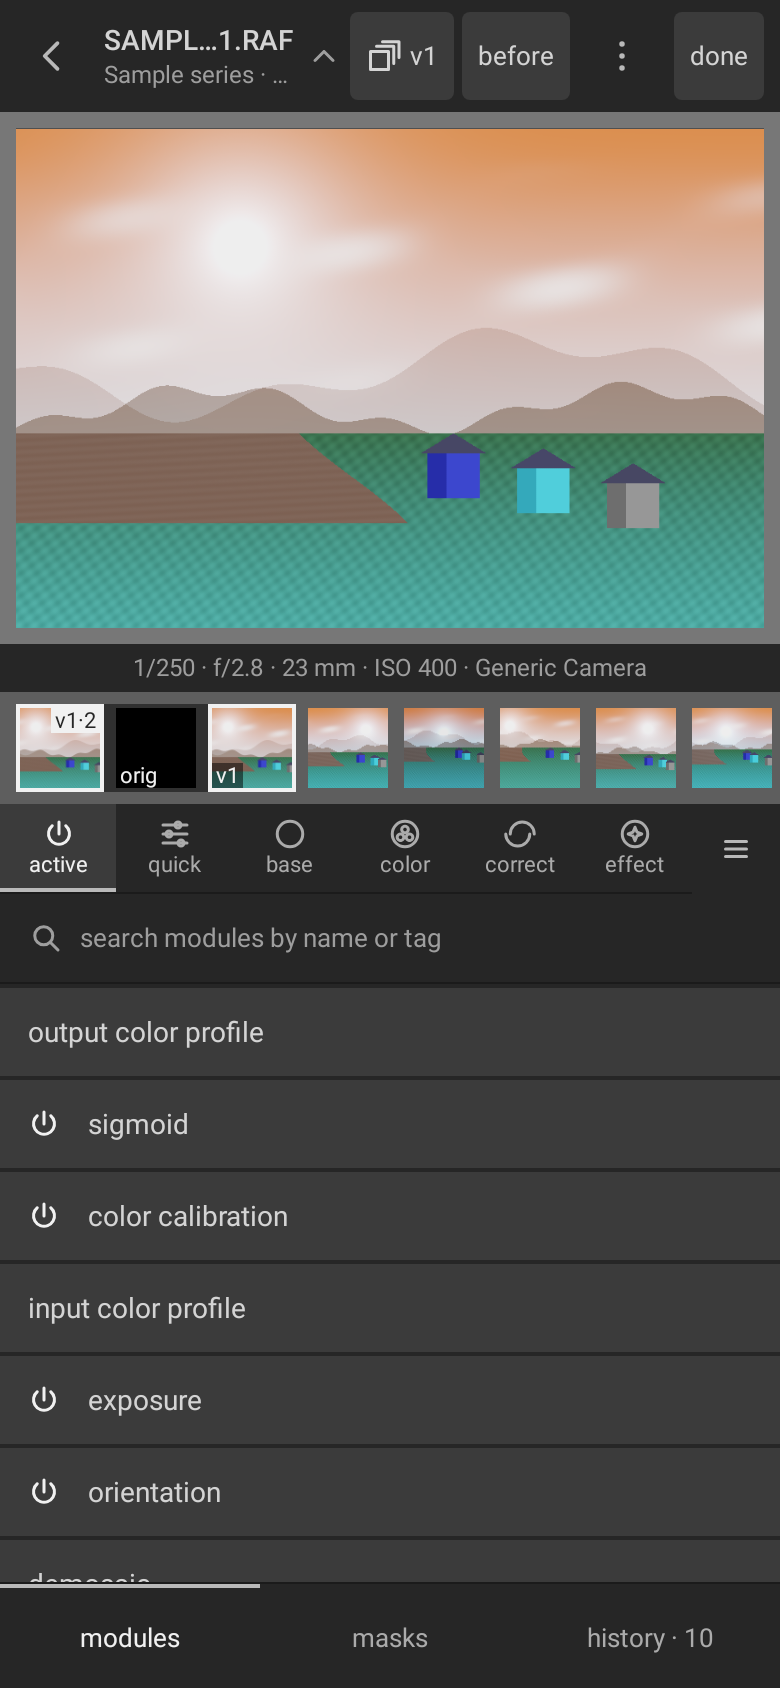 SAMPL...1.RAF
Sample series · ...
v1
before
done
1/250 · f/2.8 · 23 mm · ISO 400 · Generic Camera
v1·2
orig
v1
active
quick
base
color
correct
effect
search modules by name or tag
output color profile
sigmoid
color calibration
input color profile
exposure
orientation
modules
masks
history · 10